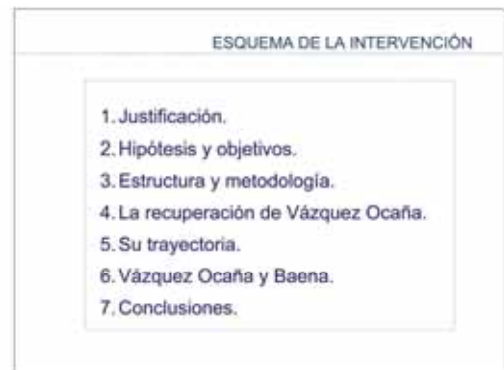 ESQUEMA DE LA INTERVENCIÓN
1. Justificación.
2. Hipótesis y objetivos.
3. Estructura y metodología.
4. La recuperación de Vázquez Ocaña.
5. Su trayectoria.
6. Vázquez Ocaña y Baena.
7. Conclusiones.